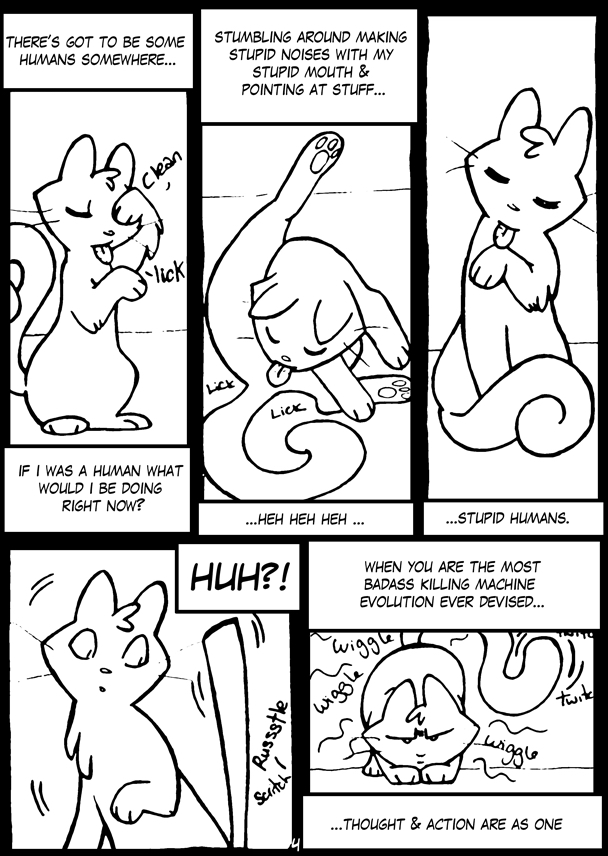 THERE'S GOT TO BE SOME
HUMANS SOMEWHERE...
Clean
lick
IF I WAS A HUMAN WHAT
WOULD I BE DOING
RIGHT NOW?
STUMBLING AROUND MAKING
STUPID NOISES WITH MY
STUPID MOUTH &
POINTING AT STUFF...
Lick
Lick
...HEH HEH HEH ...
...STUPID HUMANS.
HUH?!
Russstle
Scritch
WHEN YOU ARE THE MOST
BADASS KILLING MACHINE
EVOLUTION EVER DEVISED...
wiggle
wiggle
wiggle
wiggle
twitch
twitc
...THOUGHT & ACTION ARE AS ONE
4